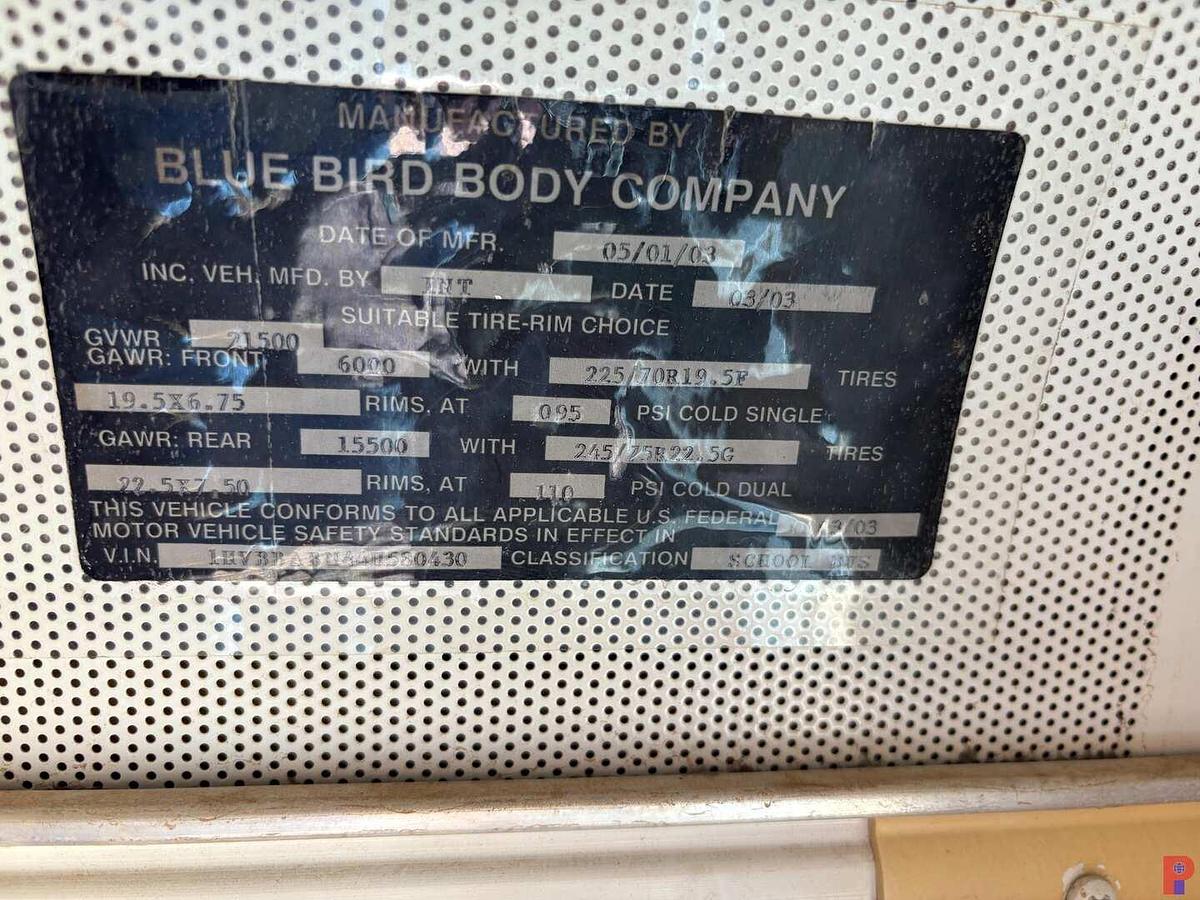 MANUFACTURED BY
BLUE BIRD BODY COMPANY
DATE OF MFR. 05/01/03
INC. VEH. MFD. BY INT DATE 03/03
SUITABLE TIRE-RIM CHOICE
GVWR 21500
GAWR: FRONT 6000 WITH 225/70R19.5F TIRES
19.5X6.75 RIMS, AT 095 PSI COLD SINGLE
GAWR: REAR 15500 WITH 245/75R22.5G TIRES
22.5X7.50 RIMS, AT 110 PSI COLD DUAL
THIS VEHICLE CONFORMS TO ALL APPLICABLE U.S. FEDERAL
MOTOR VEHICLE SAFETY STANDARDS IN EFFECT IN
V.I.N. CLASSIFICATION SCHOOL BUS